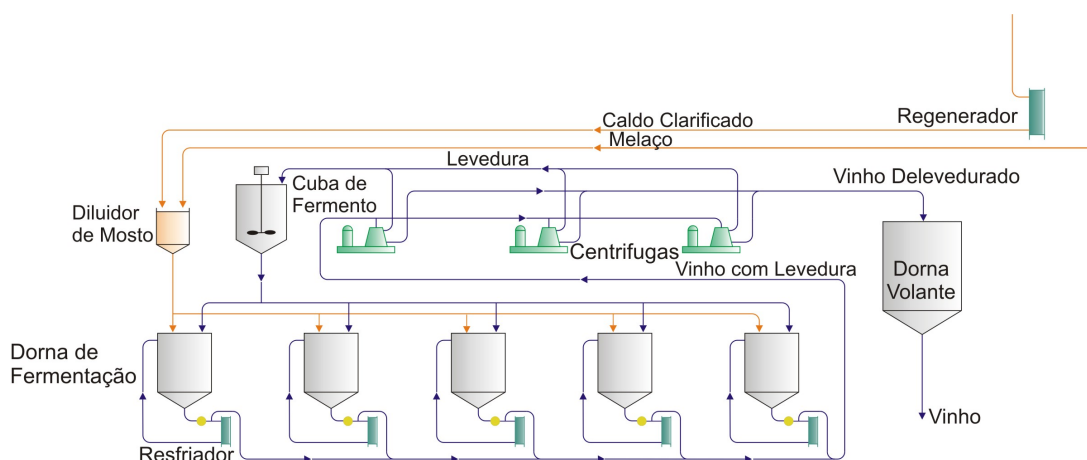 Regenerador
Caldo Clarificado
Melaço
Levedura
Vinho Delevedurado
Cuba de
Fermento
Diluidor
de Mosto
Centrifugas
Vinho com Levedura
Dorna
Volante
Dorna de
Fermentação
Vinho
Resfriador